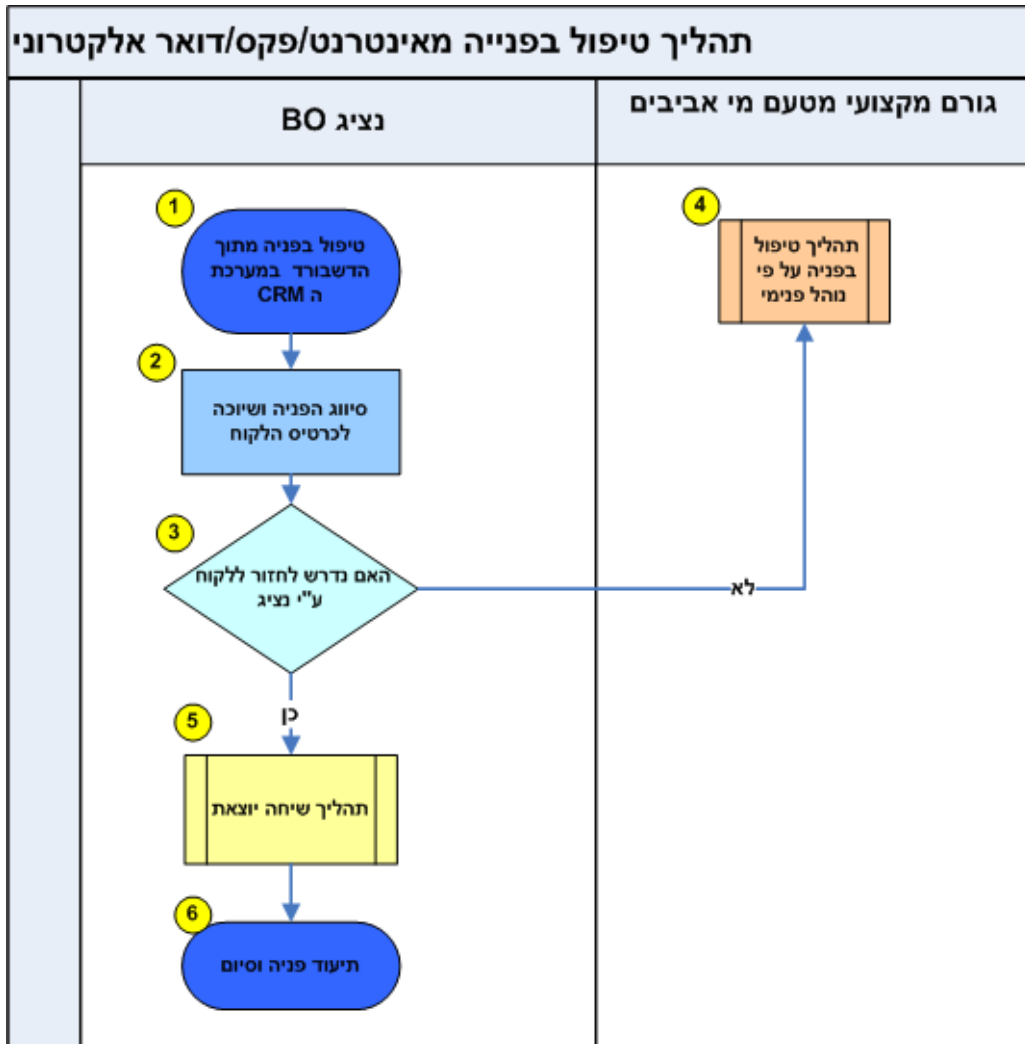 תהליך טיפול בפנייה מאינטרנט/פקס/דואר אלקטרוני
גורם מקצועי מטעם מי אביבים
נציג BO
1
טיפול בפניה מתוך
הדשבורד במערכת
ה CRM
2
סיווג הפניה ושיוכה
לכרטיס הלקוח
3
האם נדרש לחזור ללקוח
ע"י נציג
לא
4
תהליך טיפול
בפניה על פי
נוהל פנימי
כן
5
תהליך שיחה יוצאת
6
תיעוד פניה וסיום